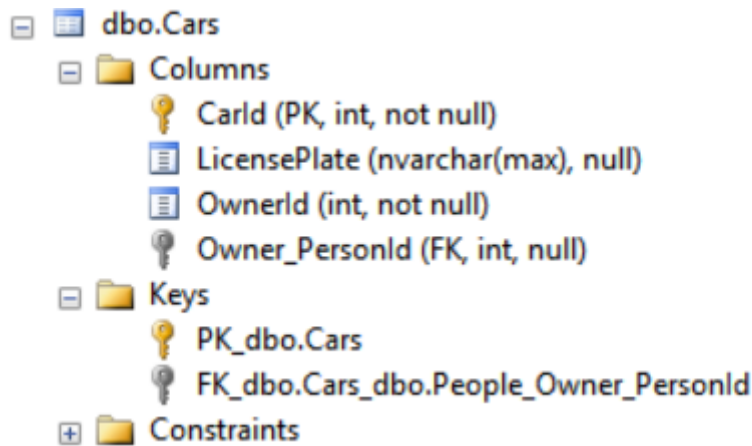 dbo.Cars
Columns
CarId (PK, int, not null)
LicensePlate (nvarchar(max), null)
OwnerId (int, not null)
Owner_PersonId (FK, int, null)
Keys
PK_dbo.Cars
FK_dbo.Cars_dbo.People_Owner_PersonId
Constraints